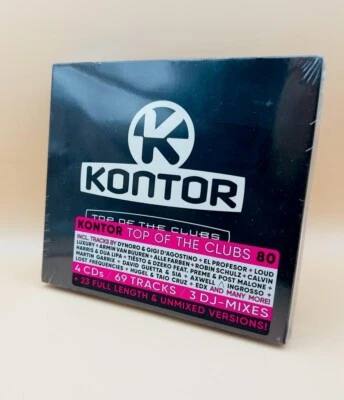 K
KONTOR
TOP OF THE CLUBS
KONTOR TOP OF THE CLUBS 80
INCL. TRACKS BY DYNORO & GIGI D'AGOSTINO + EL PROFESOR + LOUD
LUXURY + ARMIN VAN BUUREN + ALLE FARBEN + ROBIN SCHULZ + CALVIN
HARRIS & DUA LIPA + TIËSTO & DZEKO FEAT. PREME & POST MALONE +
MARTIN GARRIX + DAVID GUETTA & SIA + AXWELL Λ INGROSSO +
LOST FREQUENCIES + HUGEL & TAIO CRUZ + EDX AND MANY MORE!
4 CDs / 69 TRACKS / 3 DJ-MIXES
+ 23 FULL LENGTH & UNMIXED VERSIONS!